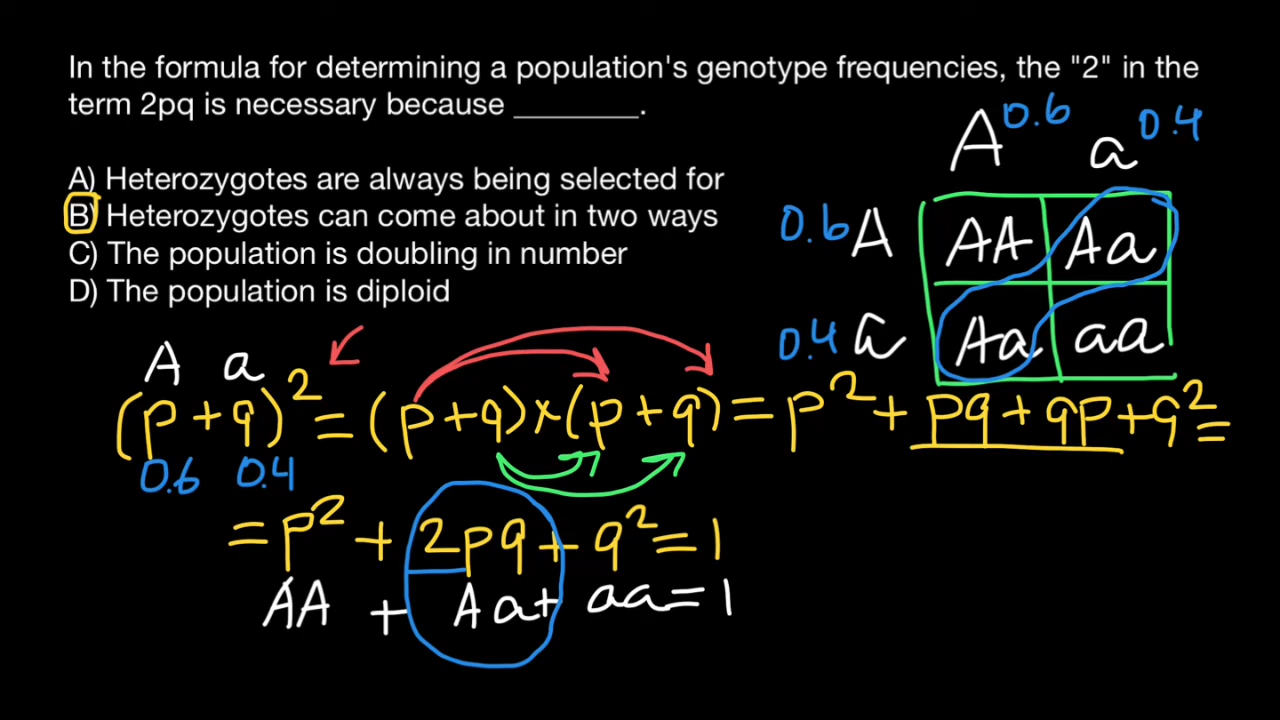 In the formula for determining a population's genotype frequencies, the "2" in the
term 2pq is necessary because ________.
A) Heterozygotes are always being selected for
B) Heterozygotes can come about in two ways
C) The population is doubling in number
D) The population is diploid
A 0.6 a 0.4
0.6 A AA Aa
0.4 a Aa aa
A a
(p+q)² = (p+q)×(p+q) = p² + pq + qp + q² =
0.6 0.4
= p² + 2pq + q² = 1
AA + Aa + aa = 1